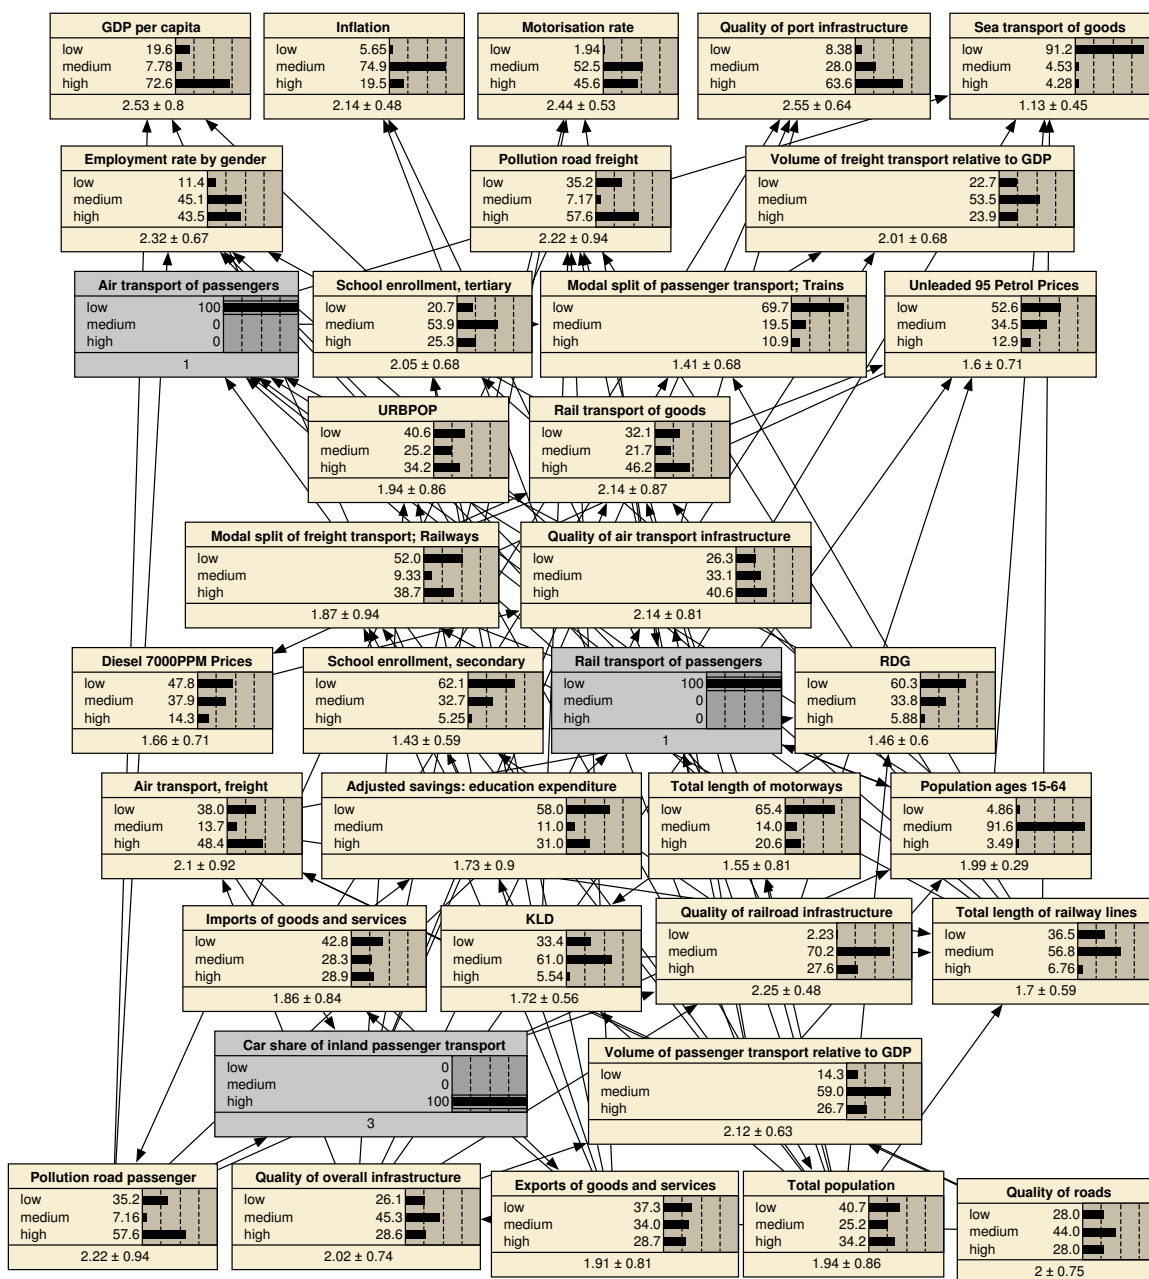 GDP per capita
low 19.6
medium 7.78
high 72.6
2.53 ± 0.8
Inflation
low 5.65
medium 74.9
high 19.5
2.14 ± 0.48
Motorisation rate
low 1.94
medium 52.5
high 45.6
2.44 ± 0.53
Quality of port infrastructure
low 8.38
medium 28.0
high 63.6
2.55 ± 0.64
Sea transport of goods
low 91.2
medium 4.53
high 4.28
1.13 ± 0.45
Employment rate by gender
low 11.4
medium 45.1
high 43.5
2.32 ± 0.67
Pollution road freight
low 35.2
medium 7.17
high 57.6
2.22 ± 0.94
Volume of freight transport relative to GDP
low 22.7
medium 53.5
high 23.9
2.01 ± 0.68
Air transport of passengers
low 100
medium 0
high 0
1
School enrollment, tertiary
low 20.7
medium 53.9
high 25.3
2.05 ± 0.68
Modal split of passenger transport; Trains
low 69.7
medium 19.5
high 10.9
1.41 ± 0.68
Unleaded 95 Petrol Prices
low 52.6
medium 34.5
high 12.9
1.6 ± 0.71
URBPOP
low 40.6
medium 25.2
high 34.2
1.94 ± 0.86
Rail transport of goods
low 32.1
medium 21.7
high 46.2
2.14 ± 0.87
Modal split of freight transport; Railways
low 52.0
medium 9.33
high 38.7
1.87 ± 0.94
Quality of air transport infrastructure
low 26.3
medium 33.1
high 40.6
2.14 ± 0.81
Diesel 7000PPM Prices
low 47.8
medium 37.9
high 14.3
1.66 ± 0.71
School enrollment, secondary
low 62.1
medium 32.7
high 5.25
1.43 ± 0.59
Rail transport of passengers
low 100
medium 0
high 0
1
RDG
low 60.3
medium 33.8
high 5.88
1.46 ± 0.6
Air transport, freight
low 38.0
medium 13.7
high 48.4
2.1 ± 0.92
Adjusted savings: education expenditure
low 58.0
medium 11.0
high 31.0
1.73 ± 0.9
Total length of motorways
low 65.4
medium 14.0
high 20.6
1.55 ± 0.81
Population ages 15-64
low 4.86
medium 91.6
high 3.49
1.99 ± 0.29
Imports of goods and services
low 42.8
medium 28.3
high 28.9
1.86 ± 0.84
KLD
low 33.4
medium 61.0
high 5.54
1.72 ± 0.56
Quality of railroad infrastructure
low 2.23
medium 70.2
high 27.6
2.25 ± 0.48
Total length of railway lines
low 36.5
medium 56.8
high 6.76
1.7 ± 0.59
Car share of inland passenger transport
low 0
medium 0
high 100
3
Volume of passenger transport relative to GDP
low 14.3
medium 59.0
high 26.7
2.12 ± 0.63
Pollution road passenger
low 35.2
medium 7.16
high 57.6
2.22 ± 0.94
Quality of overall infrastructure
low 26.1
medium 45.3
high 28.6
2.02 ± 0.74
Exports of goods and services
low 37.3
medium 34.0
high 28.7
1.91 ± 0.81
Total population
low 40.7
medium 25.2
high 34.2
1.94 ± 0.86
Quality of roads
low 28.0
medium 44.0
high 28.0
2 ± 0.75